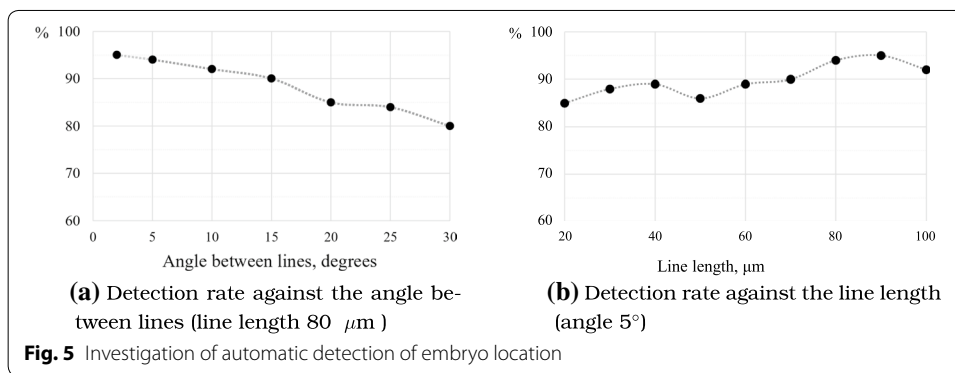 % 100
90
80
70
60
0 5 10 15 20 25 30
Angle between lines, degrees
(a) Detection rate against the angle be-
tween lines (line length 80 μm )
% 100
90
80
70
60
20 40 60 80 100
Line length, μm
(b) Detection rate against the line length
(angle 5°)
Fig. 5 Investigation of automatic detection of embryo location